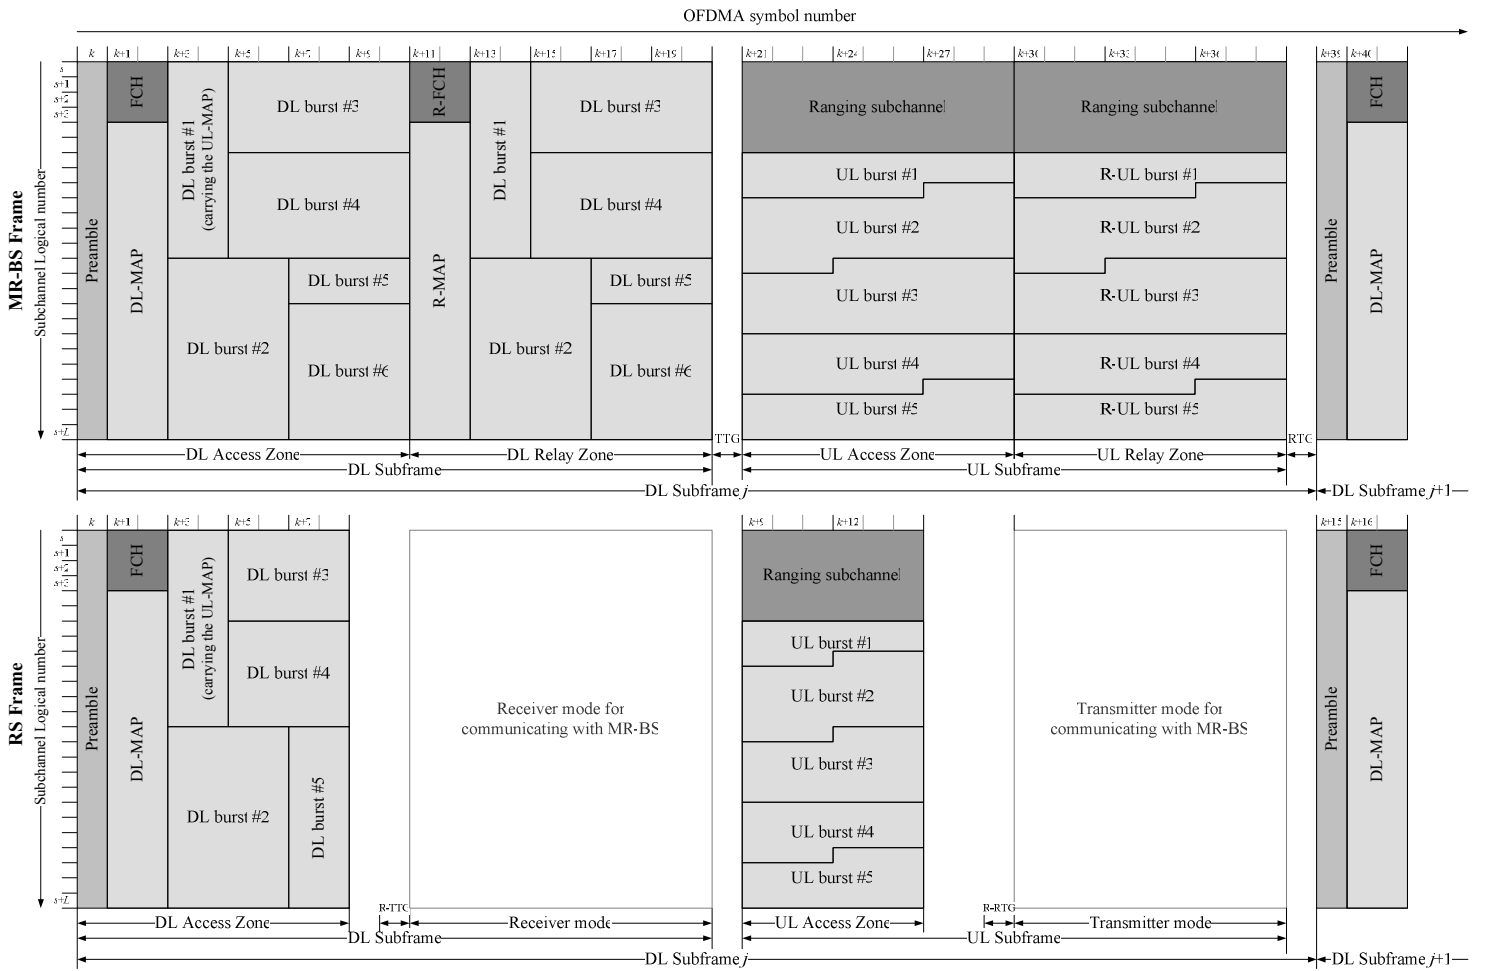 OFDMA symbol number
k k+1 k+3 k+5 k+7 k+9 k+11 k+13 k+15 k+17 k+19 k+21 k+24 k+27 k+30 k+33 k+36 k+39 k+40
MR-BS Frame
Subchannel Logical number
s
s+1
s+2
s+3
s+L
Preamble
FCH
DL-MAP
DL burst #1
(carrying the UL-MAP)
DL burst #3
DL burst #4
DL burst #2
DL burst #5
DL burst #6
R-FCH
R-MAP
DL burst #1
DL burst #3
DL burst #4
DL burst #2
DL burst #5
DL burst #6
Ranging subchannel
UL burst #1
UL burst #2
UL burst #3
UL burst #4
UL burst #5
Ranging subchannel
R-UL burst #1
R-UL burst #2
R-UL burst #3
R-UL burst #4
R-UL burst #5
Preamble
FCH
DL-MAP
DL Access Zone DL Relay Zone TTG UL Access Zone UL Relay Zone RTG
DL Subframe UL Subframe
DL Subframe j DL Subframe j+1
k k+1 k+3 k+5 k+7 k+9 k+12 k+15 k+16
RS Frame
Subchannel Logical number
s
s+1
s+2
s+3
s+L
Preamble
FCH
DL-MAP
DL burst #1
(carrying the UL-MAP)
DL burst #3
DL burst #4
DL burst #2
DL burst #5
Receiver mode for
communicating with MR-BS
Ranging subchannel
UL burst #1
UL burst #2
UL burst #3
UL burst #4
UL burst #5
Transmitter mode for
communicating with MR-BS
Preamble
FCH
DL-MAP
R-TTG R-RTG
DL Access Zone Receiver mode UL Access Zone Transmitter mode
DL Subframe UL Subframe
DL Subframe j DL Subframe j+1